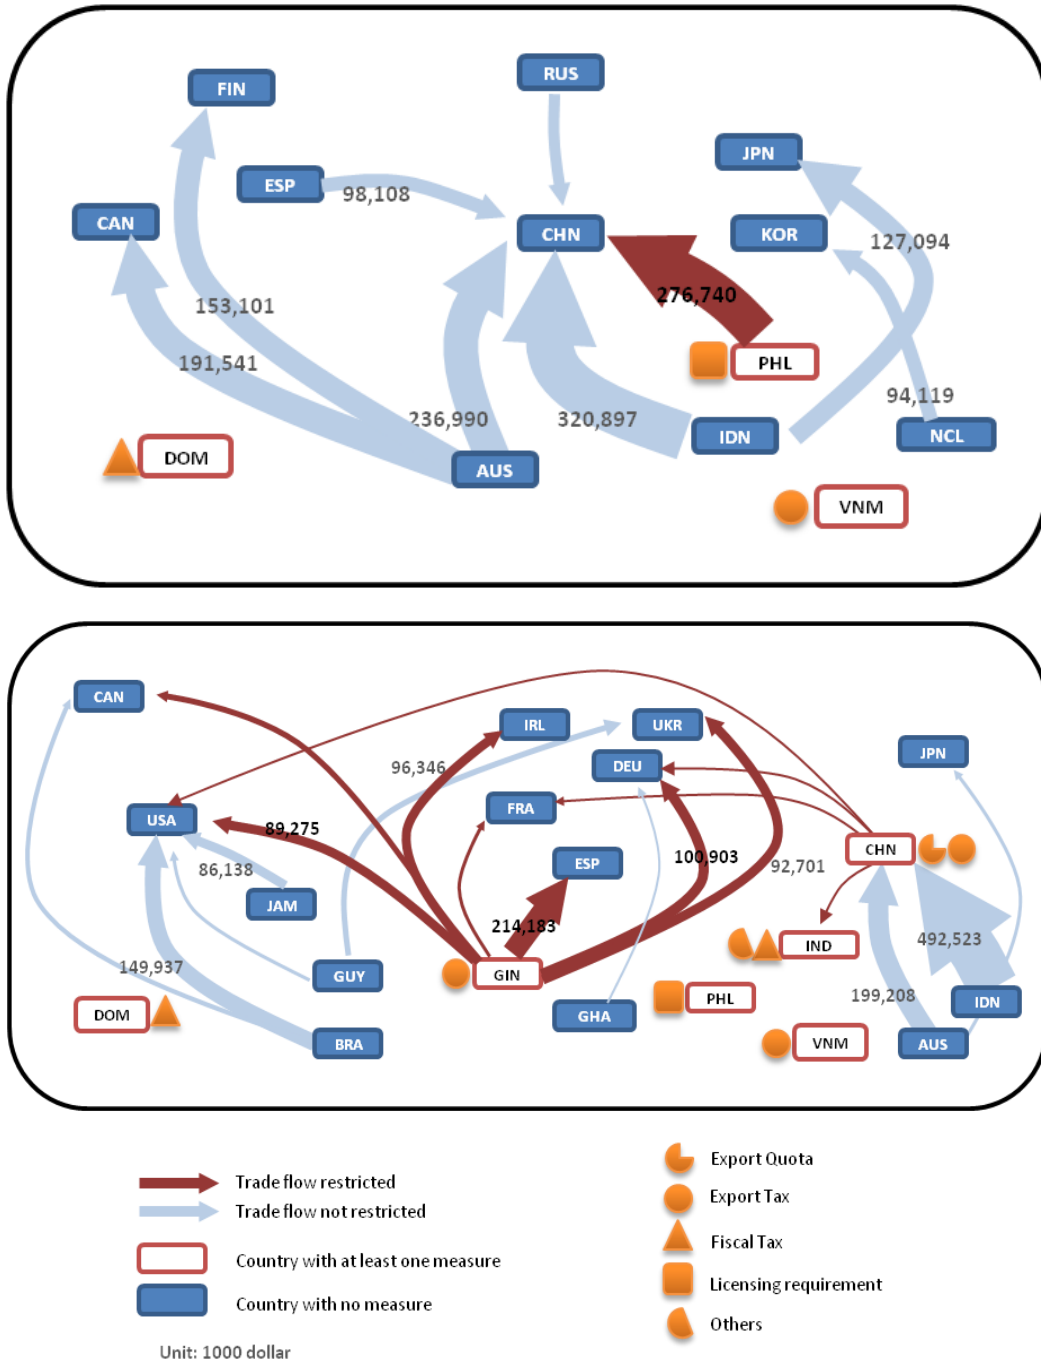 RUS
FIN
JPN
ESP
98,108
CAN
CHN
KOR
127,094
276,740
153,101
191,541
PHL
94,119
236,990
320,897
IDN
NCL
DOM
AUS
VNM
CAN
IRL
UKR
JPN
96,346
DEU
FRA
USA
89,275
CHN
100,903
92,701
ESP
86,138
JAM
214,183
492,523
IND
149,937
GUY
GIN
199,208
PHL
IDN
DOM
GHA
BRA
VNM
AUS
Export Quota
Trade flow restricted
Export Tax
Trade flow not restricted
Fiscal Tax
Country with at least one measure
Licensing requirement
Country with no measure
Others
Unit: 1000 dollar